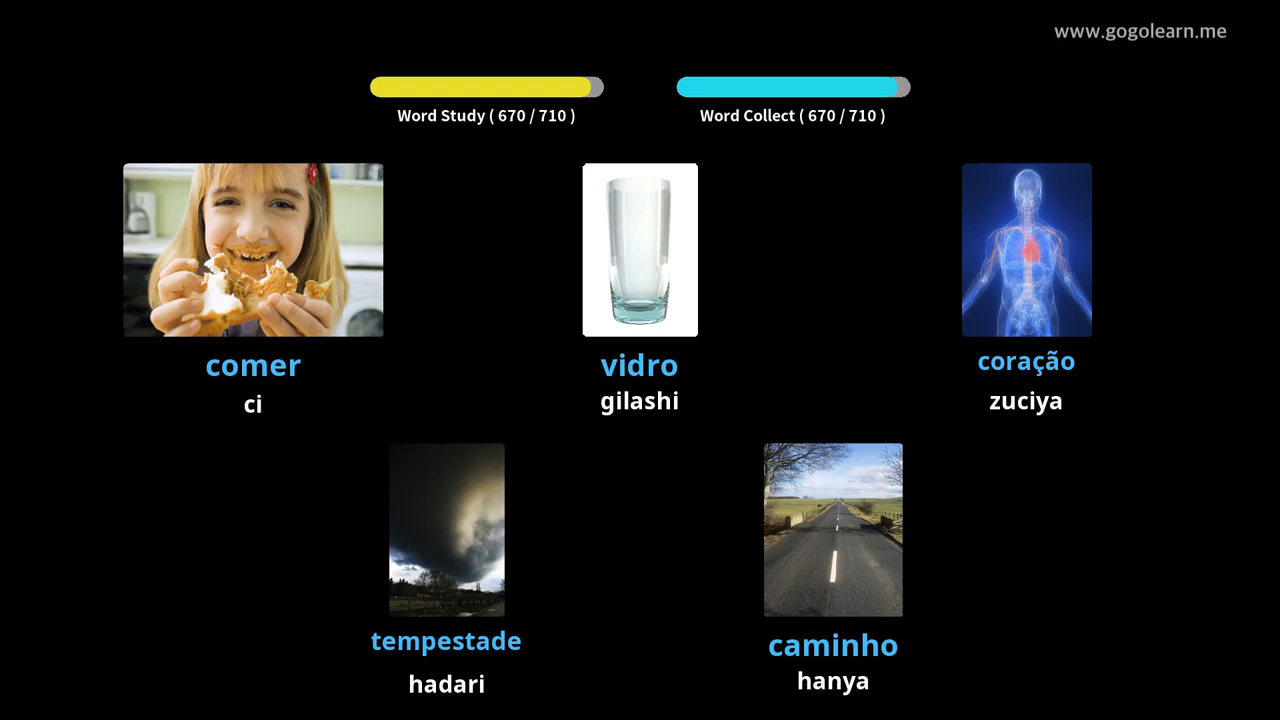 www.gogolearn.me
Word Study ( 670 / 710 )
Word Collect ( 670 / 710 )
comer
ci
vidro
gilashi
coração
zuciya
tempestade
hadari
caminho
hanya